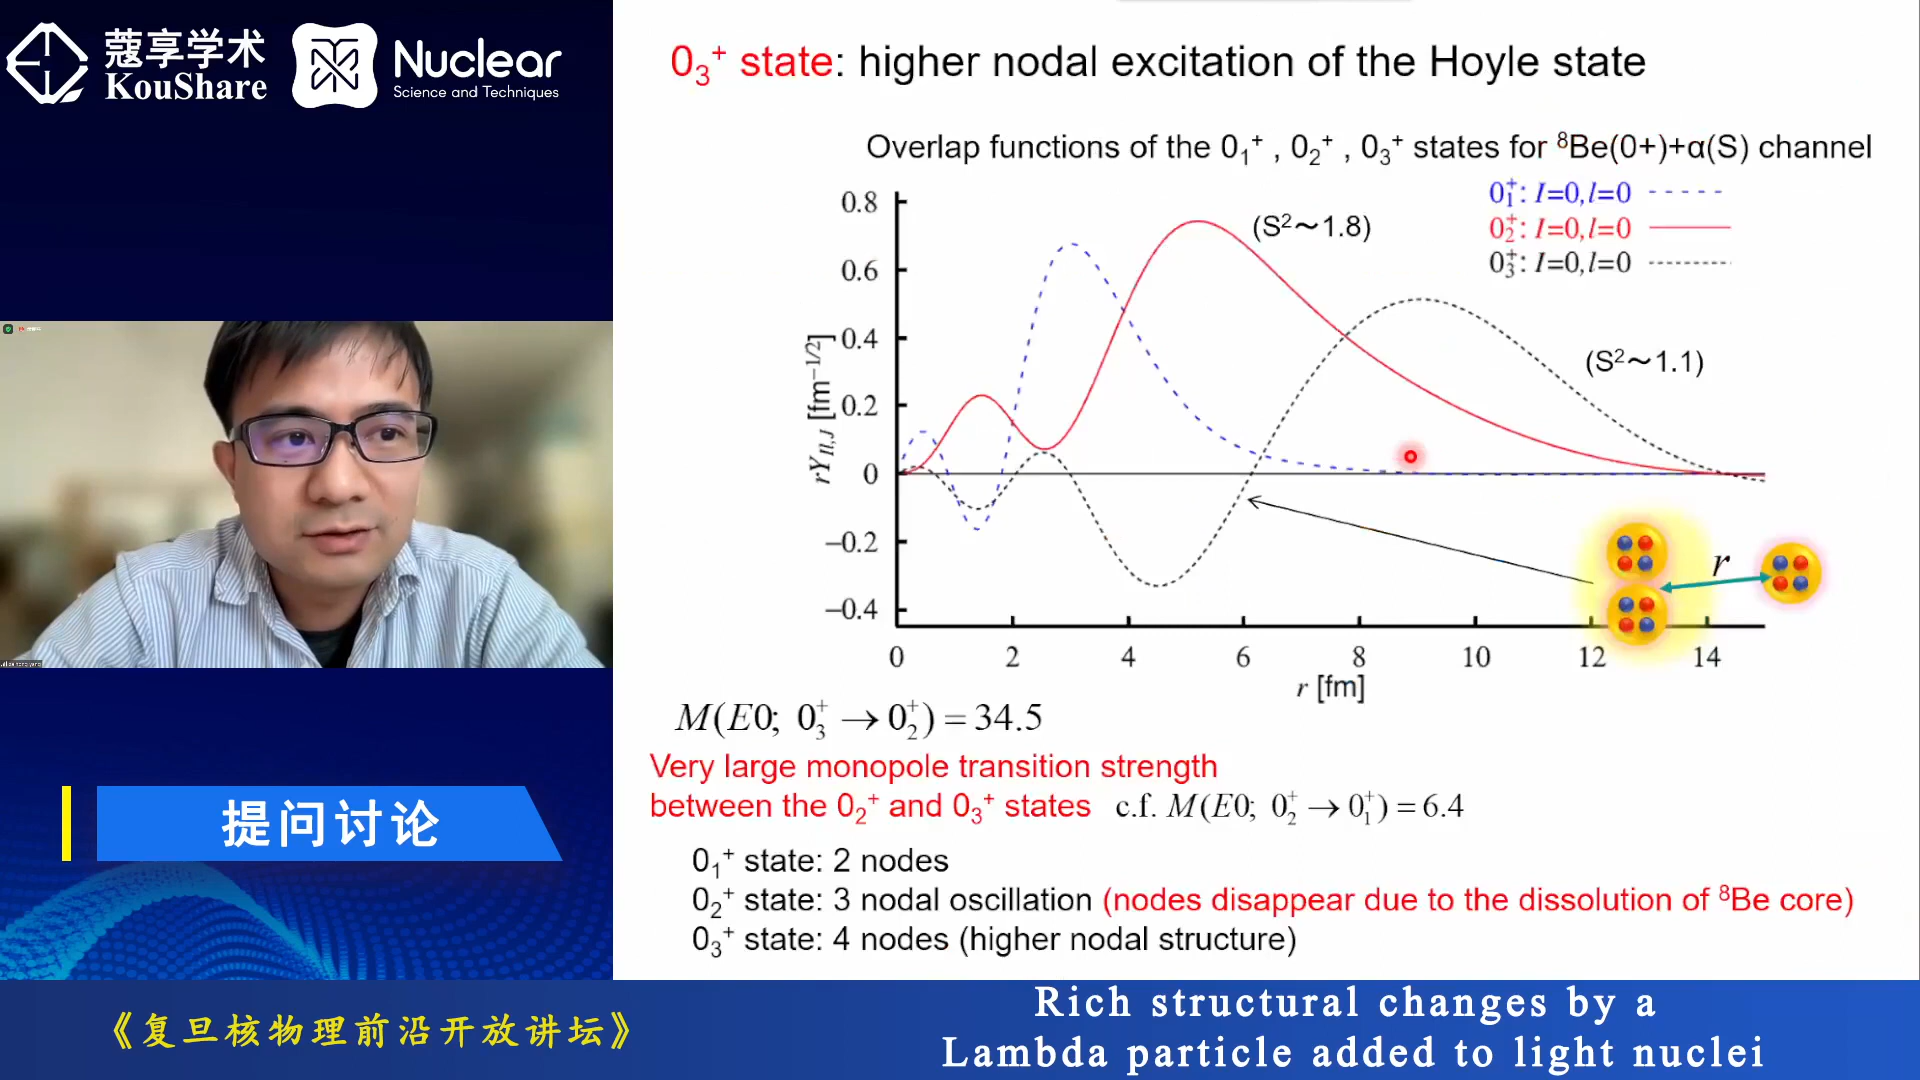 蔻享学术
KouShare
Nuclear
Science and Techniques
0₃⁺ state: higher nodal excitation of the Hoyle state
Overlap functions of the 0₁⁺ , 0₂⁺ , 0₃⁺ states for ⁸Be(0+)+α(S) channel
0₁⁺: I=0,l=0
0₂⁺: I=0,l=0
0₃⁺: I=0,l=0
(S²～1.8)
(S²～1.1)
rY_{Il,J} [fm^{−1/2}]
0.8
0.6
0.4
0.2
0
−0.2
−0.4
0 2 4 6 8 10 12 14
r [fm]
r
M(E0; 0₃⁺ → 0₂⁺) = 34.5
Very large monopole transition strength
between the 0₂⁺ and 0₃⁺ states c.f. M(E0; 0₂⁺ → 0₁⁺) = 6.4
0₁⁺ state: 2 nodes
0₂⁺ state: 3 nodal oscillation (nodes disappear due to the dissolution of ⁸Be core)
0₃⁺ state: 4 nodes (higher nodal structure)
提问讨论
《复旦核物理前沿开放讲坛》
Rich structural changes by a
Lambda particle added to light nuclei